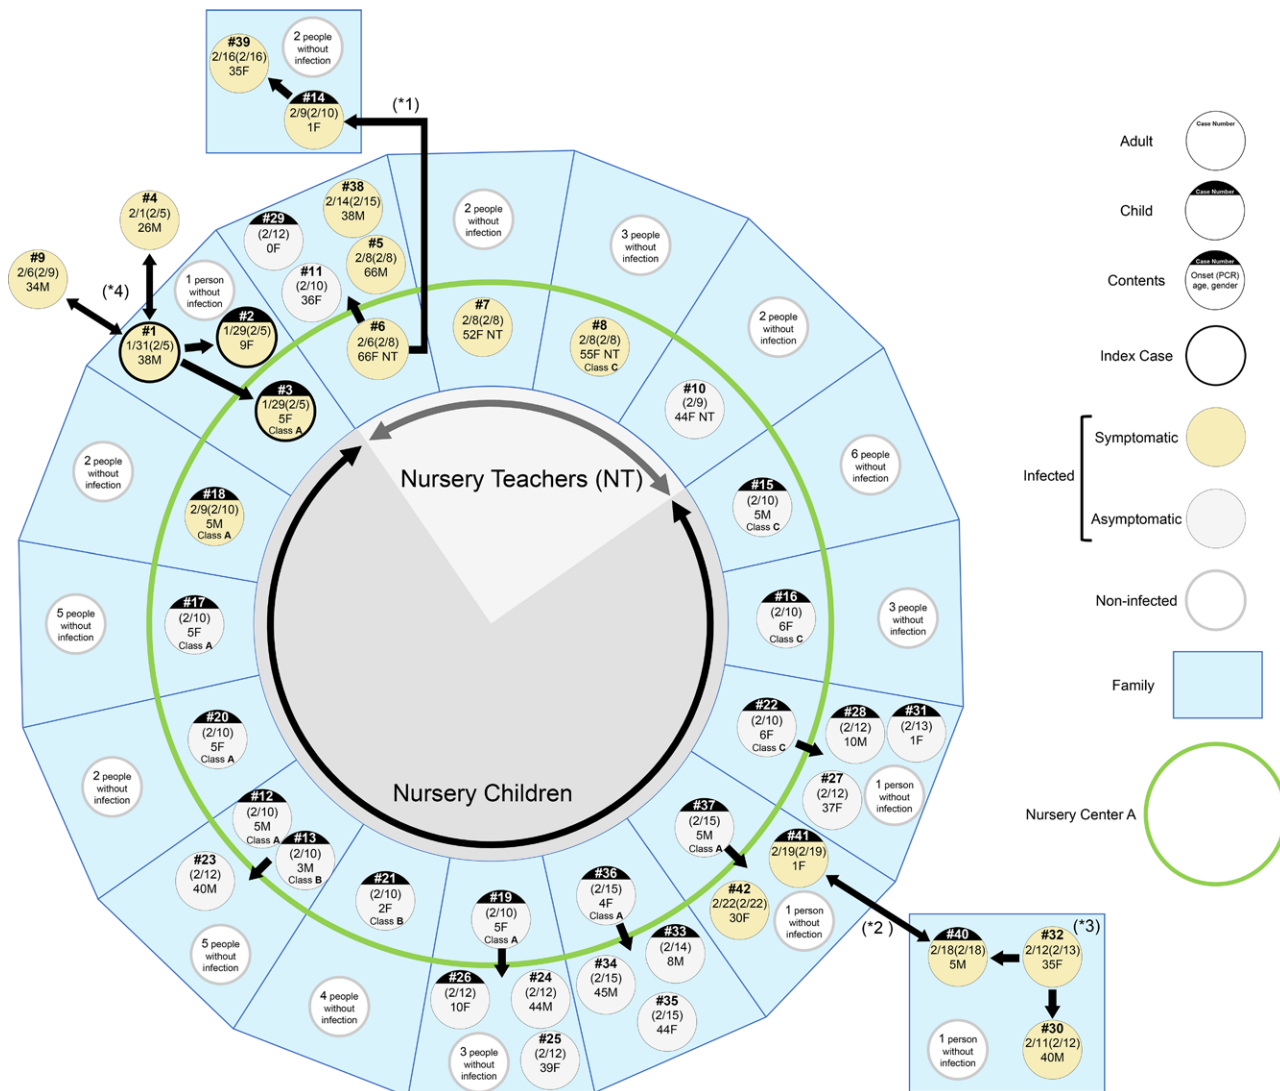 #39
2/16(2/16)
35F
2 people
without
infection
#14
2/9(2/10)
1F
(*1)
#4
2/1(2/5)
26M
#9
2/6(2/9)
34M
(*4)
#1
1/31(2/5)
38M
1 person
without
infection
#2
1/29(2/5)
9F
#3
1/29(2/5)
5F
Class A
#29
(2/12)
0F
#38
2/14(2/15)
38M
#11
(2/10)
36F
#5
2/8(2/8)
66M
#6
2/6(2/8)
66F NT
2 people
without
infection
#7
2/8(2/8)
52F NT
3 people
without
infection
#8
2/8(2/8)
55F NT
Class C
2 people
without
infection
#10
(2/9)
44F NT
6 people
without
infection
#15
(2/10)
5M
Class C
3 people
without
infection
#16
(2/10)
6F
Class C
#22
(2/10)
6F
Class C
#28
(2/12)
10M
#31
(2/13)
1F
#27
(2/12)
37F
1 person
without
infection
#37
(2/15)
5M
Class A
#41
2/19(2/19)
1F
#42
2/22(2/22)
30F
1 person
without
infection
(*2)
#40
2/18(2/18)
5M
#32
2/12(2/13)
35F
(*3)
#30
2/11(2/12)
40M
1 person
without
infection
#36
(2/15)
4F
Class A
#33
(2/14)
8M
#34
(2/15)
45M
#35
(2/15)
44F
#19
(2/10)
5F
Class A
#26
(2/12)
10F
#24
(2/12)
44M
#25
(2/12)
39F
3 people
without
infection
#21
(2/10)
2F
Class B
4 people
without
infection
#12
(2/10)
5M
Class A
#13
(2/10)
3M
Class B
#23
(2/12)
40M
5 people
without
infection
#20
(2/10)
5F
Class A
2 people
without
infection
#17
(2/10)
5F
Class A
5 people
without
infection
#18
2/9(2/10)
5M
Class A
2 people
without
infection
Nursery Teachers (NT)
Nursery Children
Adult
Case Number
Child
Case Number
Contents
Case Number
Onset (PCR)
age, gender
Index Case
Infected
Symptomatic
Asymptomatic
Non-infected
Family
Nursery Center A